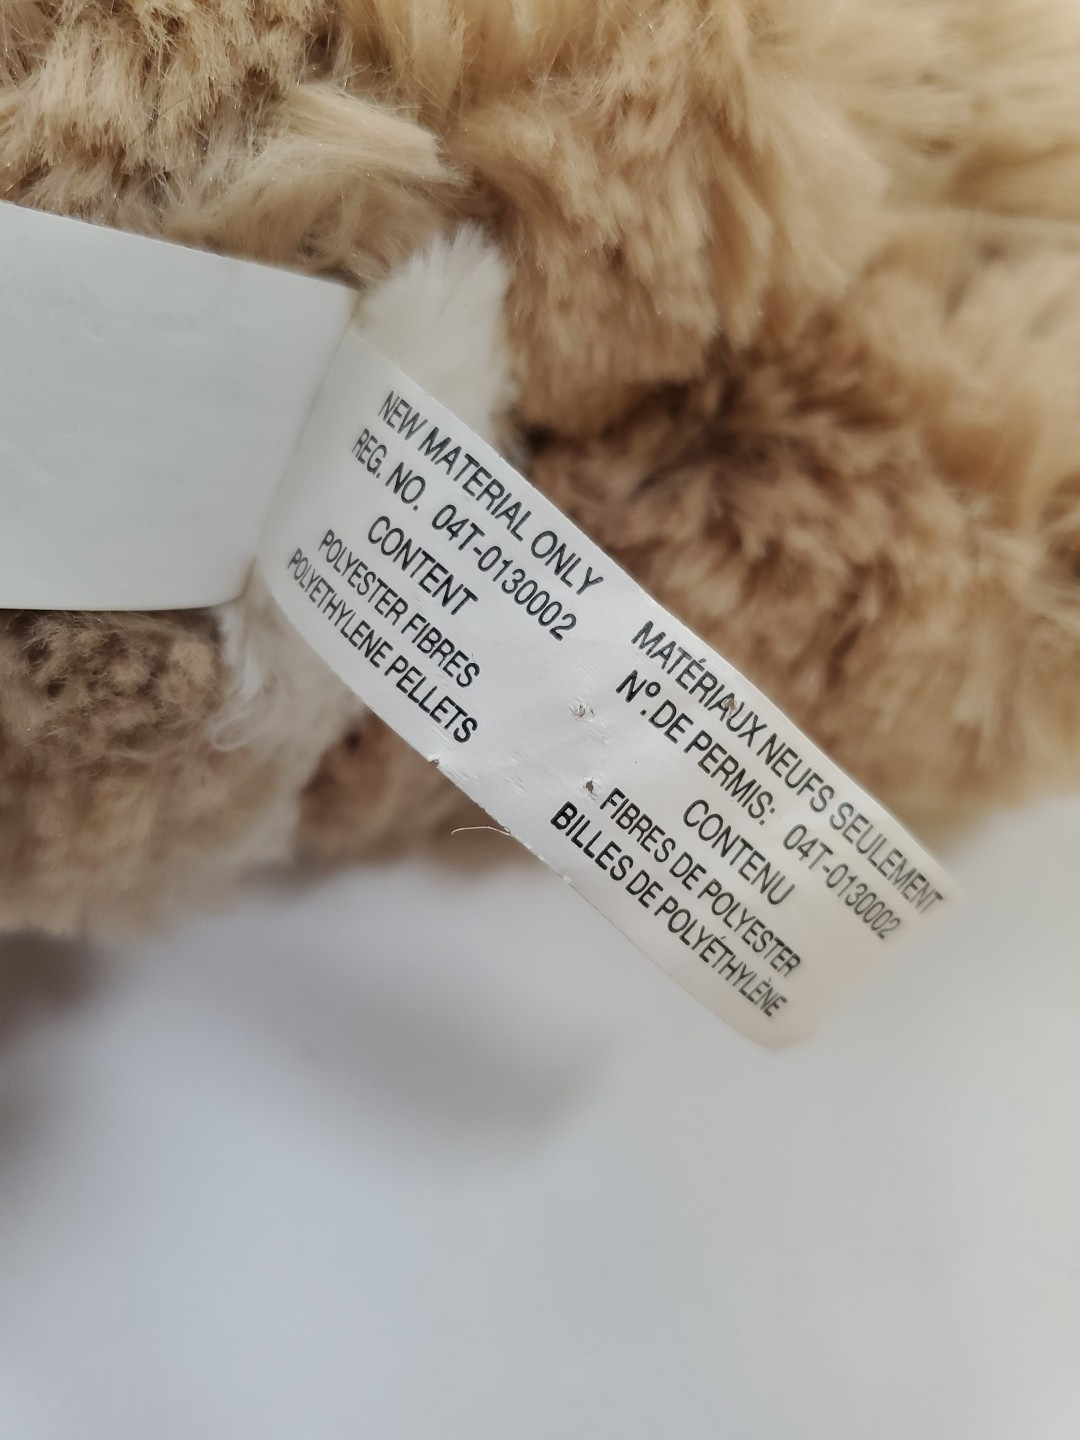 NEW MATERIAL ONLY
REG. NO. 04T-0130002
CONTENT
POLYESTER FIBRES
POLYETHYLENE PELLETS
MATÉRIAUX NEUFS SEULEMENT
Nº. DE PERMIS: 04T-0130002
CONTENU
FIBRES DE POLYESTER
BILLES DE POLYÉTHYLÈNE